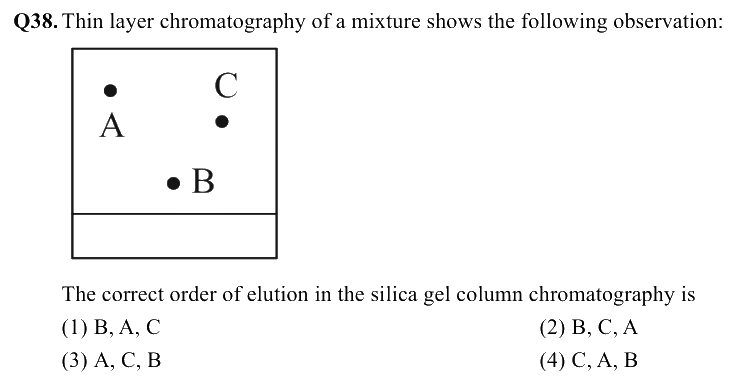 Q38. Thin layer chromatography of a mixture shows the following observation:
C
A
B
The correct order of elution in the silica gel column chromatography is
(1) B, A, C (2) B, C, A
(3) A, C, B (4) C, A, B